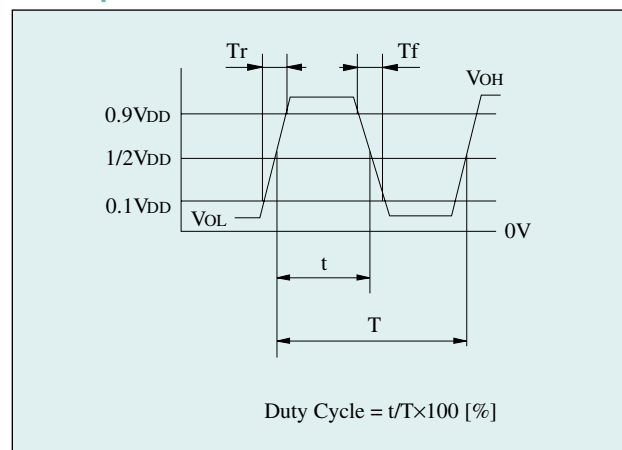 Tr Tf
VOH
0.9VDD
1/2VDD
0.1VDD
VOL
0V
t
T
Duty Cycle = t/T×100 [%]